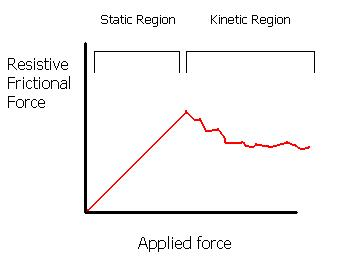 Static Region
Kinetic Region
Resistive
Frictional
Force
Applied force